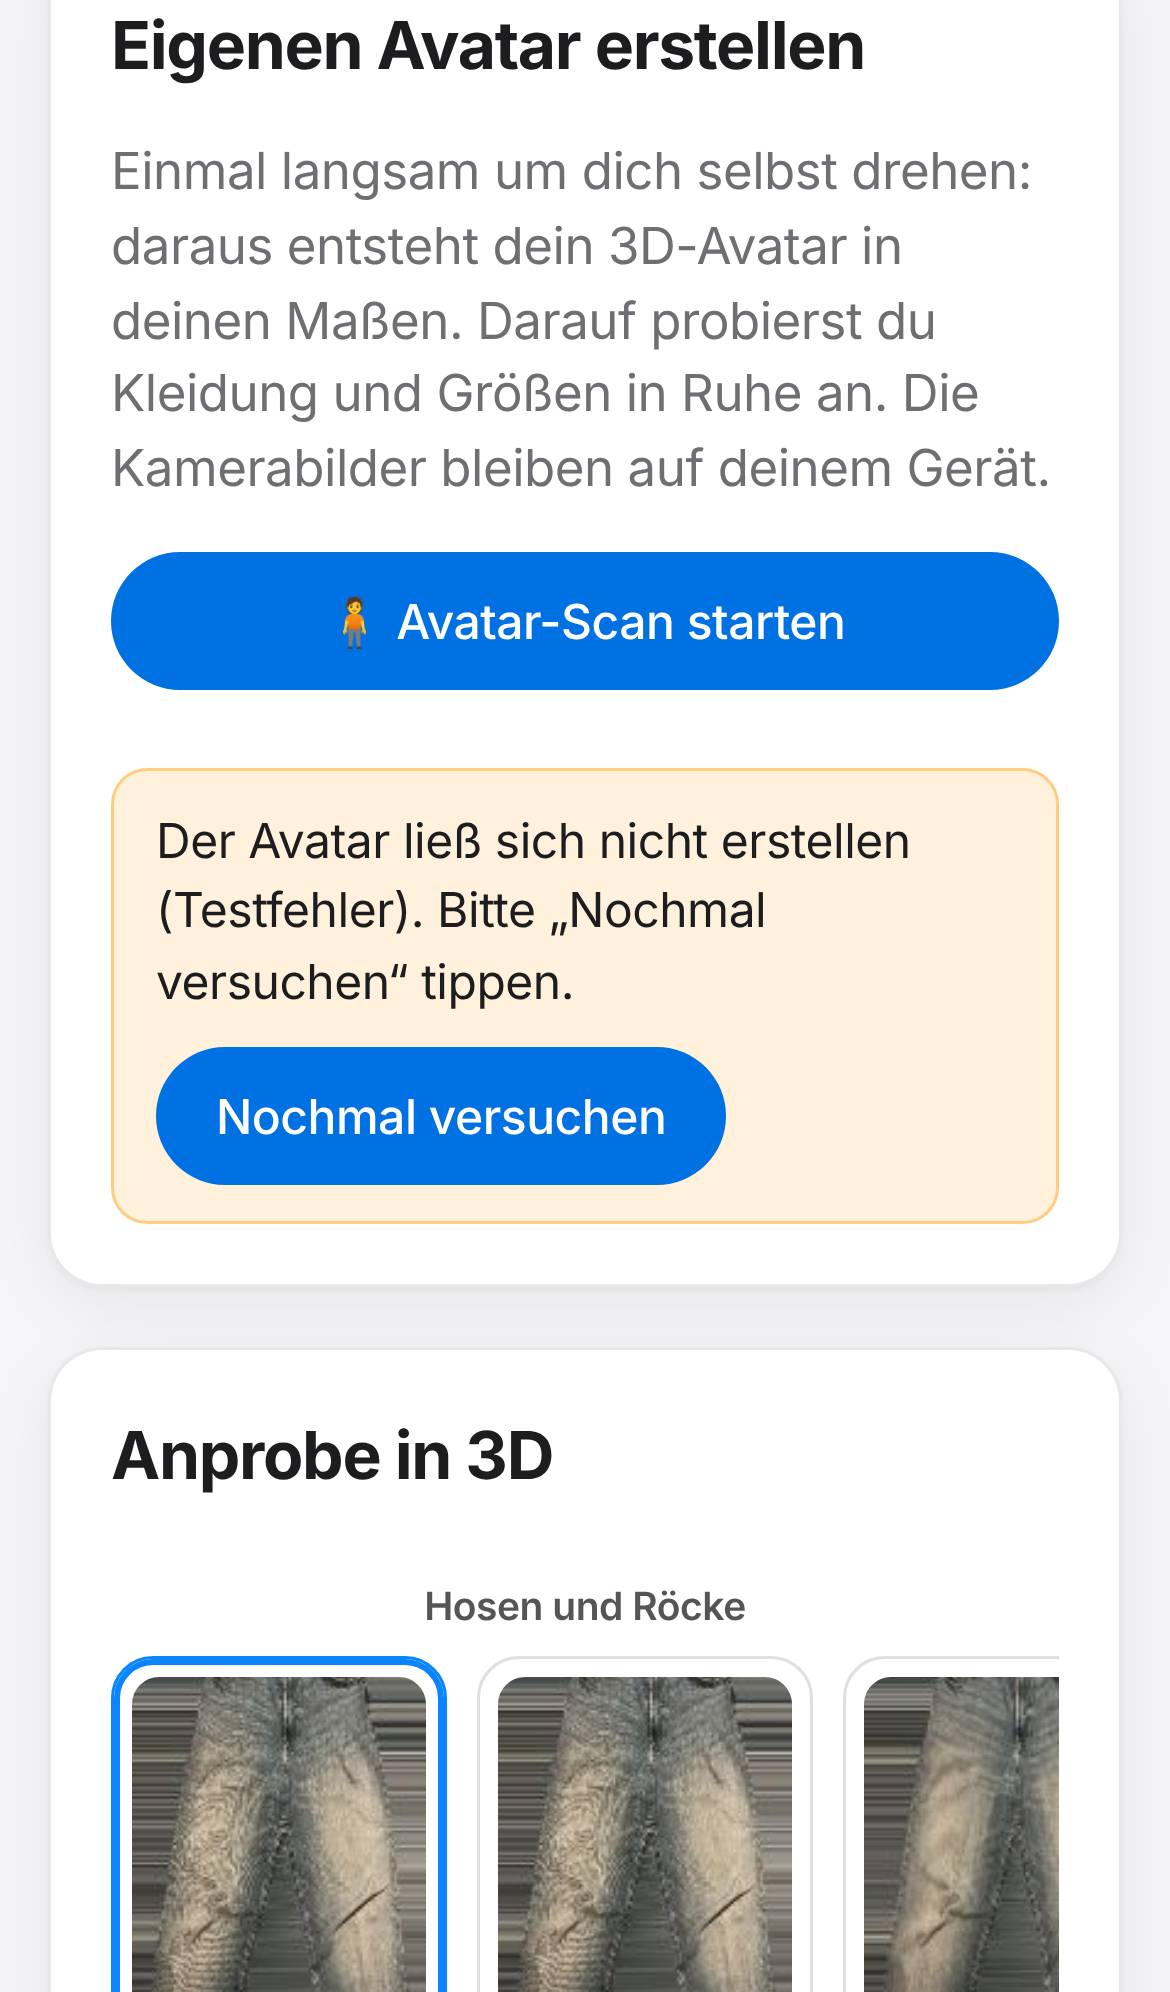 Eigenen Avatar erstellen
Einmal langsam um dich selbst drehen:
daraus entsteht dein 3D-Avatar in
deinen Maßen. Darauf probierst du
Kleidung und Größen in Ruhe an. Die
Kamerabilder bleiben auf deinem Gerät.
🧍 Avatar-Scan starten
Der Avatar ließ sich nicht erstellen
(Testfehler). Bitte „Nochmal
versuchen“ tippen.
Nochmal versuchen
Anprobe in 3D
Hosen und Röcke